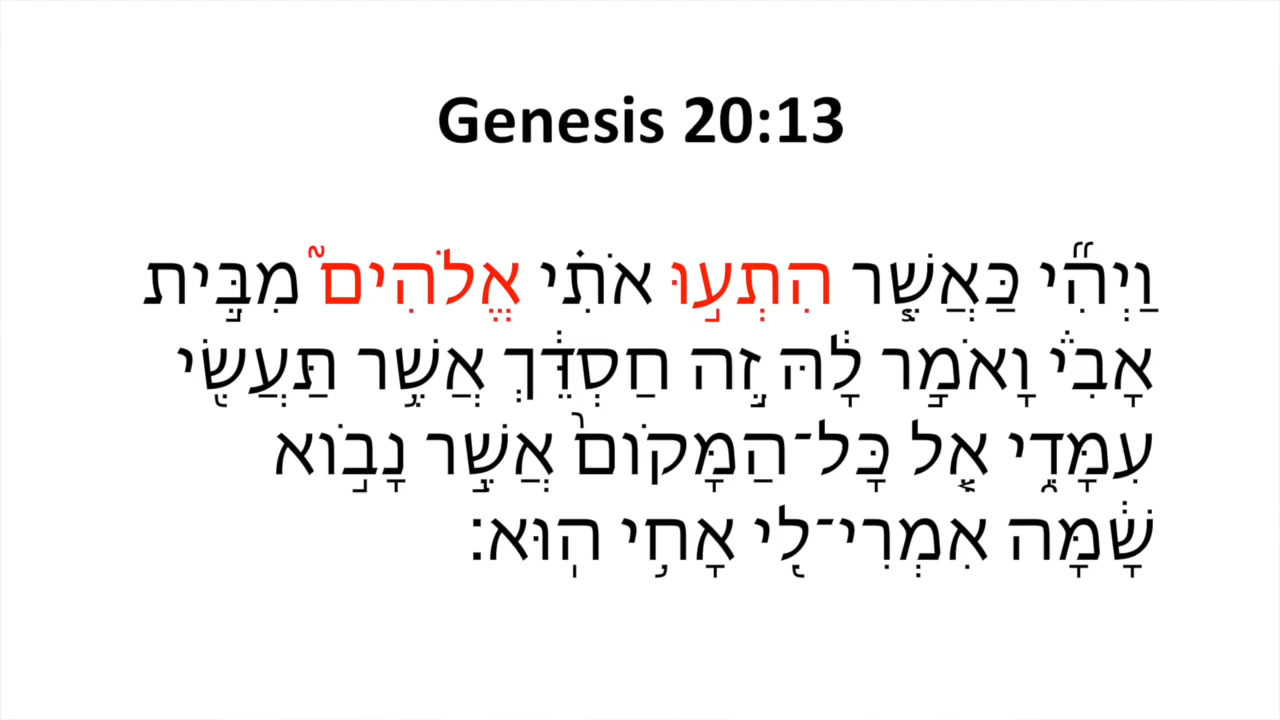 Genesis 20:13
וַיְהִ֞י כַּאֲשֶׁ֧ר הִתְע֣וּ אֹתִ֗י אֱלֹהִים֮ מִבֵּ֣ית
אָבִי֒ וָאֹמַ֣ר לָ֔הּ זֶ֣ה חַסְדֵּ֔ךְ אֲשֶׁ֥ר תַּעֲשִׂ֖י
עִמָּדִ֑י אֶ֤ל כָּל־הַמָּקוֹם֙ אֲשֶׁ֣ר נָב֣וֹא
שָׁ֔מָּה אִמְרִי־לִ֖י אָחִ֥י הֽוּא׃